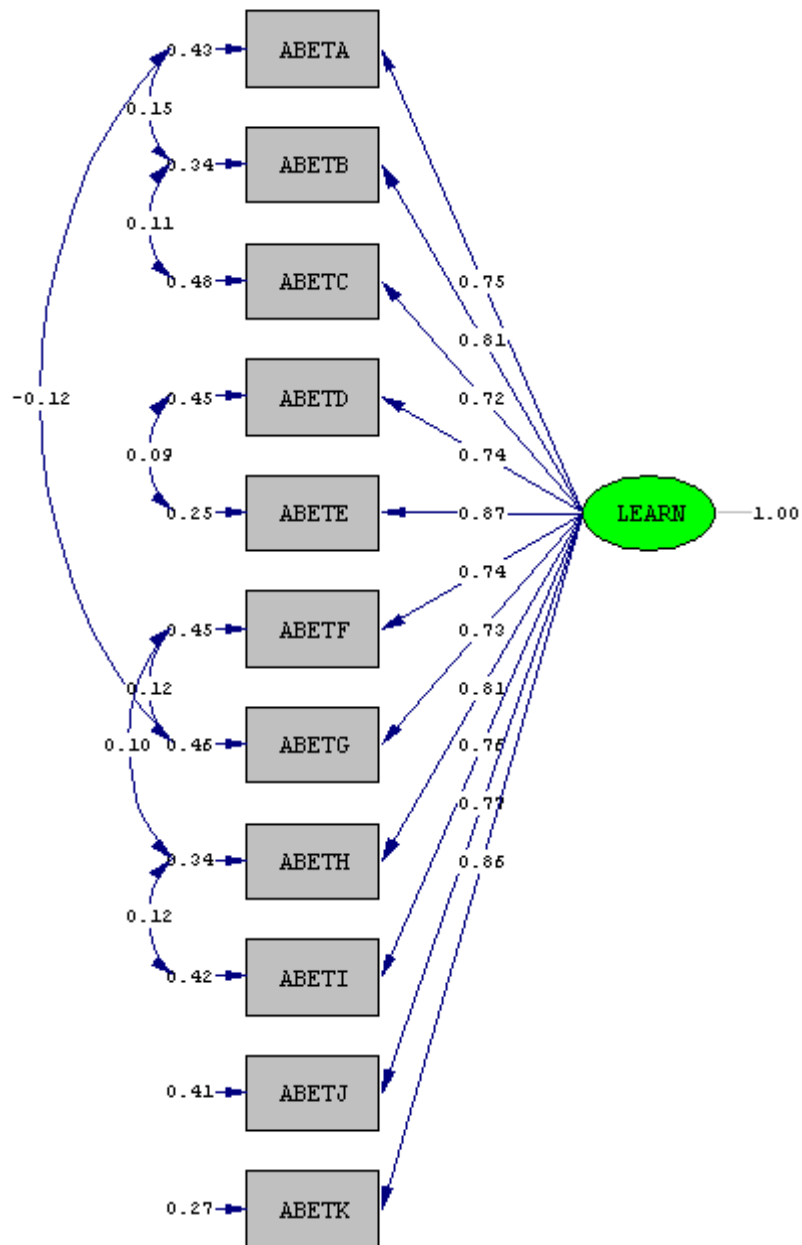 0.43 ABETA
0.15
0.34 ABETB
0.11
0.48 ABETC
0.75
0.81
-0.12 0.45 ABETD 0.72
0.09 0.74
0.25 ABETE 0.87 LEARN 1.00
0.74
0.45 ABETF 0.73
0.12 0.81
0.10 0.46 ABETG 0.76
0.77
0.34 ABETH 0.86
0.12
0.42 ABETI
0.41 ABETJ
0.27 ABETK